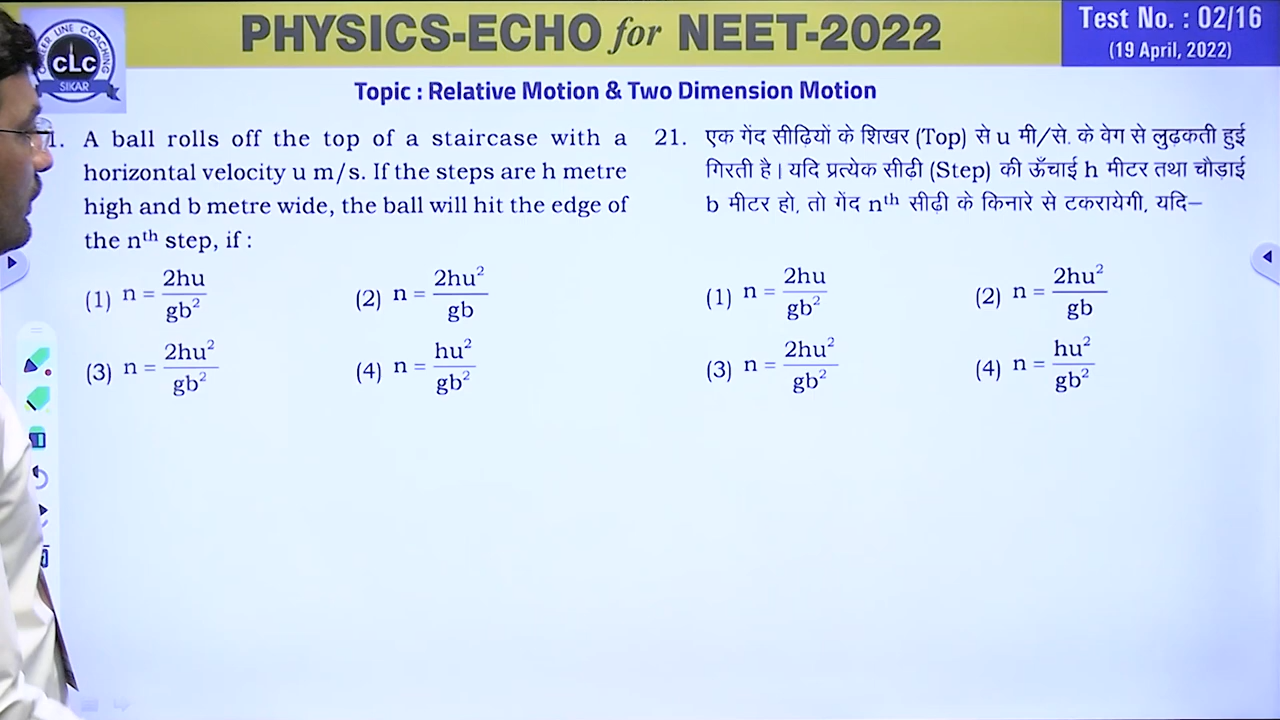 PHYSICS-ECHO for NEET-2022
Test No. : 02/16
(19 April, 2022)
CLC
SIKAR
Topic : Relative Motion & Two Dimension Motion
1. A ball rolls off the top of a staircase with a
horizontal velocity u m/s. If the steps are h metre
high and b metre wide, the ball will hit the edge of
the nᵗʰ step, if :
(1) n = 2hu/gb² (2) n = 2hu²/gb
(3) n = 2hu²/gb² (4) n = hu²/gb²
21. एक गेंद सीढ़ियों के शिखर (Top) से u मी/से. के वेग से लुढ़कती हुई
गिरती है। यदि प्रत्येक सीढी (Step) की ऊँचाई h मीटर तथा चौड़ाई
b मीटर हो, तो गेंद nᵗʰ सीढ़ी के किनारे से टकरायेगी, यदि–
(1) n = 2hu/gb² (2) n = 2hu²/gb
(3) n = 2hu²/gb² (4) n = hu²/gb²